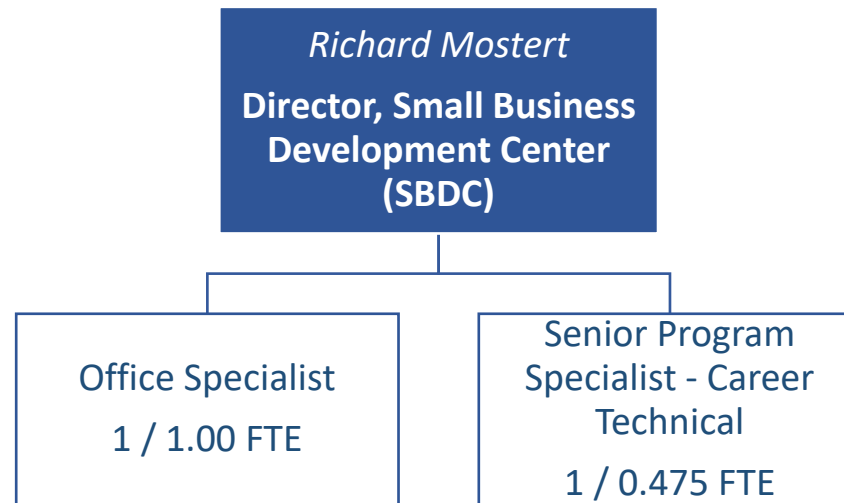 Richard Mostert
Director, Small Business
Development Center
(SBDC)
Office Specialist
1 / 1.00 FTE
Senior Program
Specialist - Career
Technical
1 / 0.475 FTE